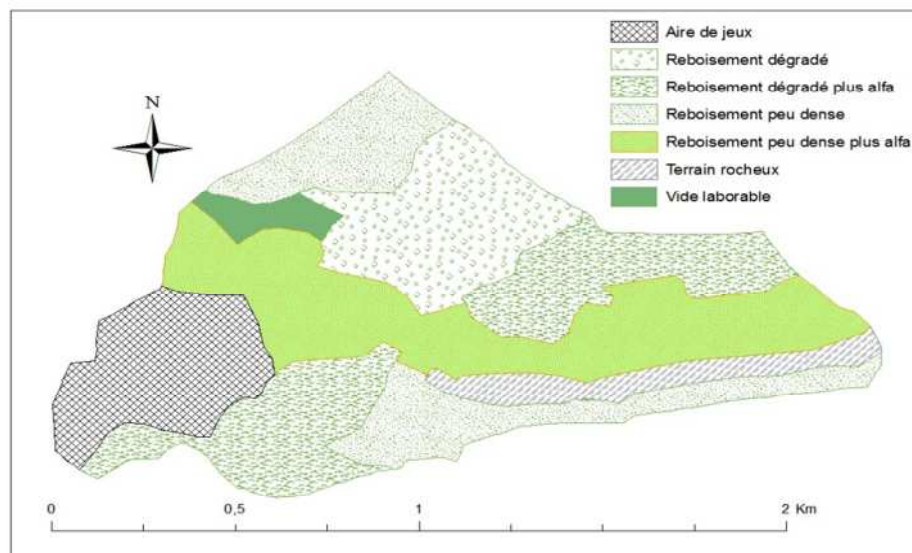 Aire de jeux
Reboisement dégradé
Reboisement dégradé plus alfa
Reboisement peu dense
Reboisement peu dense plus alfa
Terrain rocheux
Vide laborable
N
0 0,5 1 2 Km